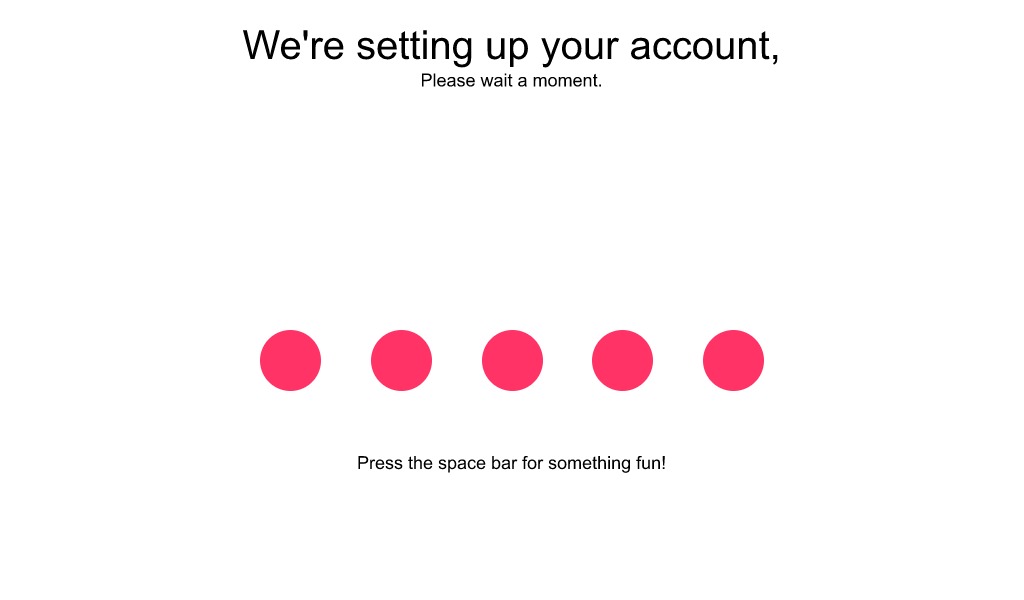 We're setting up your account,
Please wait a moment.
Press the space bar for something fun!